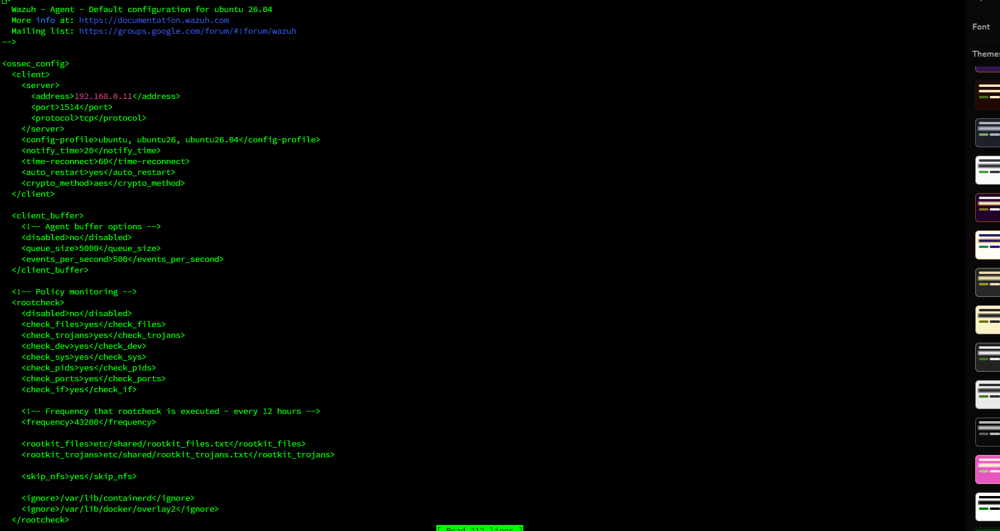 Wazuh - Agent - Default configuration for ubuntu 26.04
More info at: https://documentation.wazuh.com
Mailing list: https://groups.google.com/forum/#!forum/wazuh
-->
<ossec_config>
<client>
<server>
<address>192.168.0.11</address>
<port>1514</port>
<protocol>tcp</protocol>
</server>
<config-profile>ubuntu, ubuntu26, ubuntu26.04</config-profile>
<notify_time>20</notify_time>
<time-reconnect>60</time-reconnect>
<auto_restart>yes</auto_restart>
<crypto_method>aes</crypto_method>
</client>
<client_buffer>
<!-- Agent buffer options -->
<disabled>no</disabled>
<queue_size>5000</queue_size>
<events_per_second>500</events_per_second>
</client_buffer>
<!-- Policy monitoring -->
<rootcheck>
<disabled>no</disabled>
<check_files>yes</check_files>
<check_trojans>yes</check_trojans>
<check_dev>yes</check_dev>
<check_sys>yes</check_sys>
<check_pids>yes</check_pids>
<check_ports>yes</check_ports>
<check_if>yes</check_if>
<!-- Frequency that rootcheck is executed - every 12 hours -->
<frequency>43200</frequency>
<rootkit_files>etc/shared/rootkit_files.txt</rootkit_files>
<rootkit_trojans>etc/shared/rootkit_trojans.txt</rootkit_trojans>
<skip_nfs>yes</skip_nfs>
<ignore>/var/lib/containerd</ignore>
<ignore>/var/lib/docker/overlay2</ignore>
</rootcheck>
[ Read 212 lines ]
Font
Themes